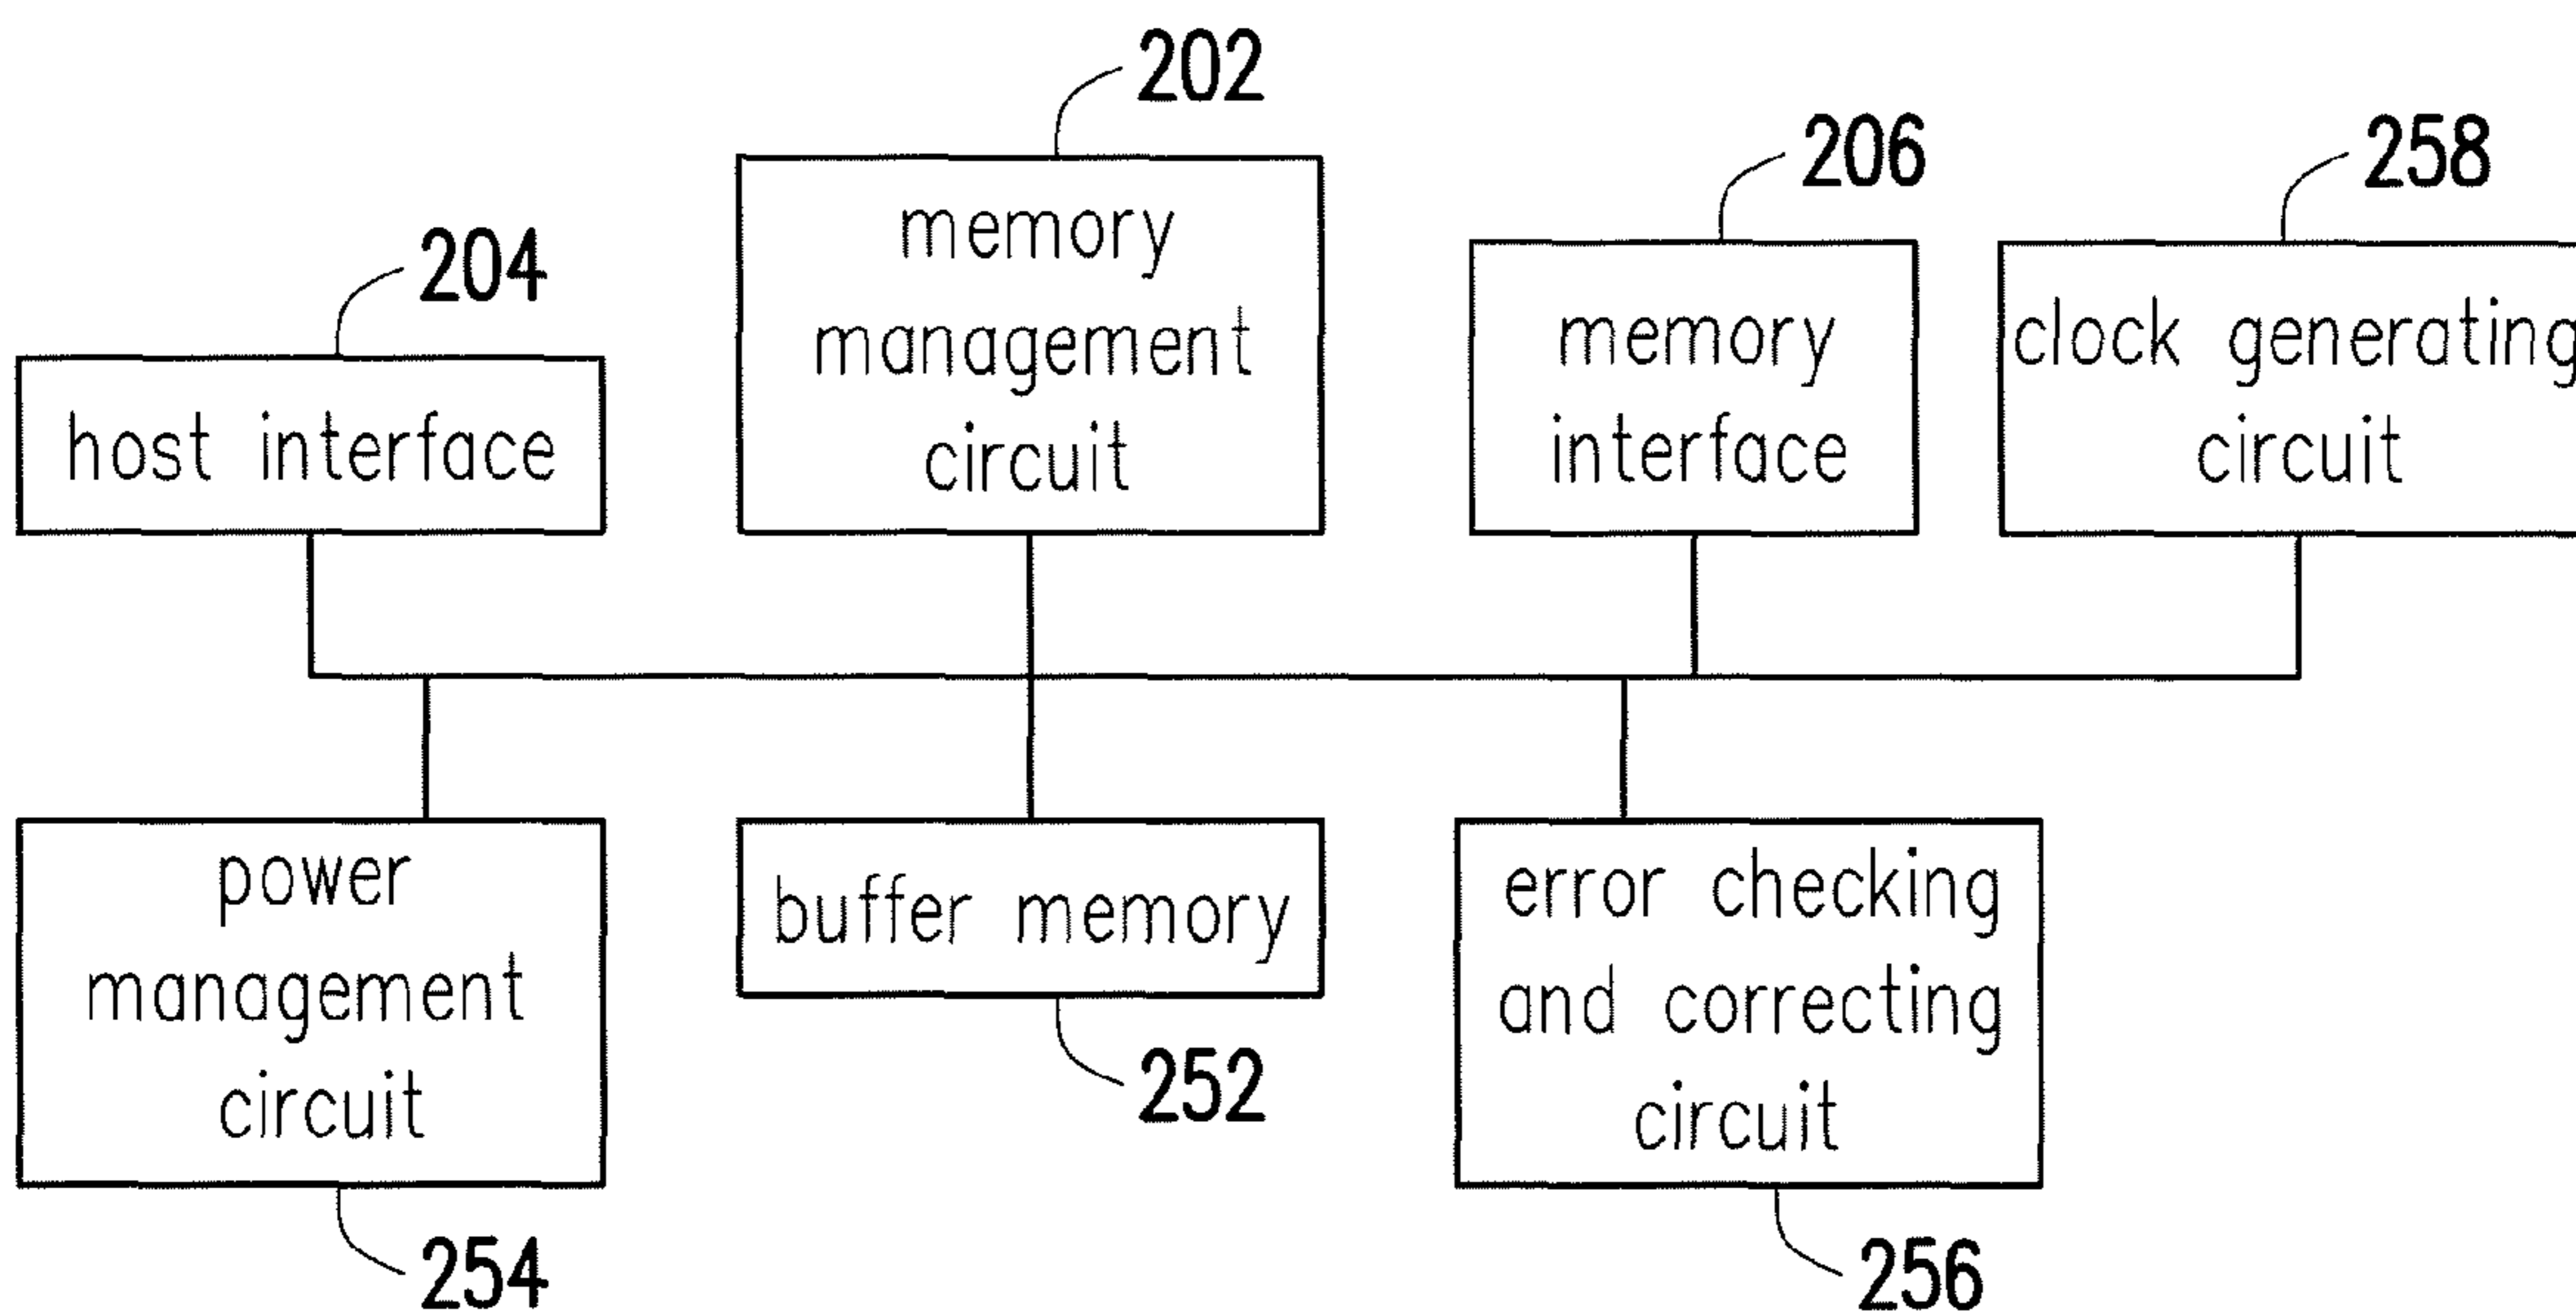 202
memory
management
circuit
204
host interface
206
memory
interface
258
clock generating
circuit
power
management
circuit
254
buffer memory
252
error checking
and correcting
circuit
256